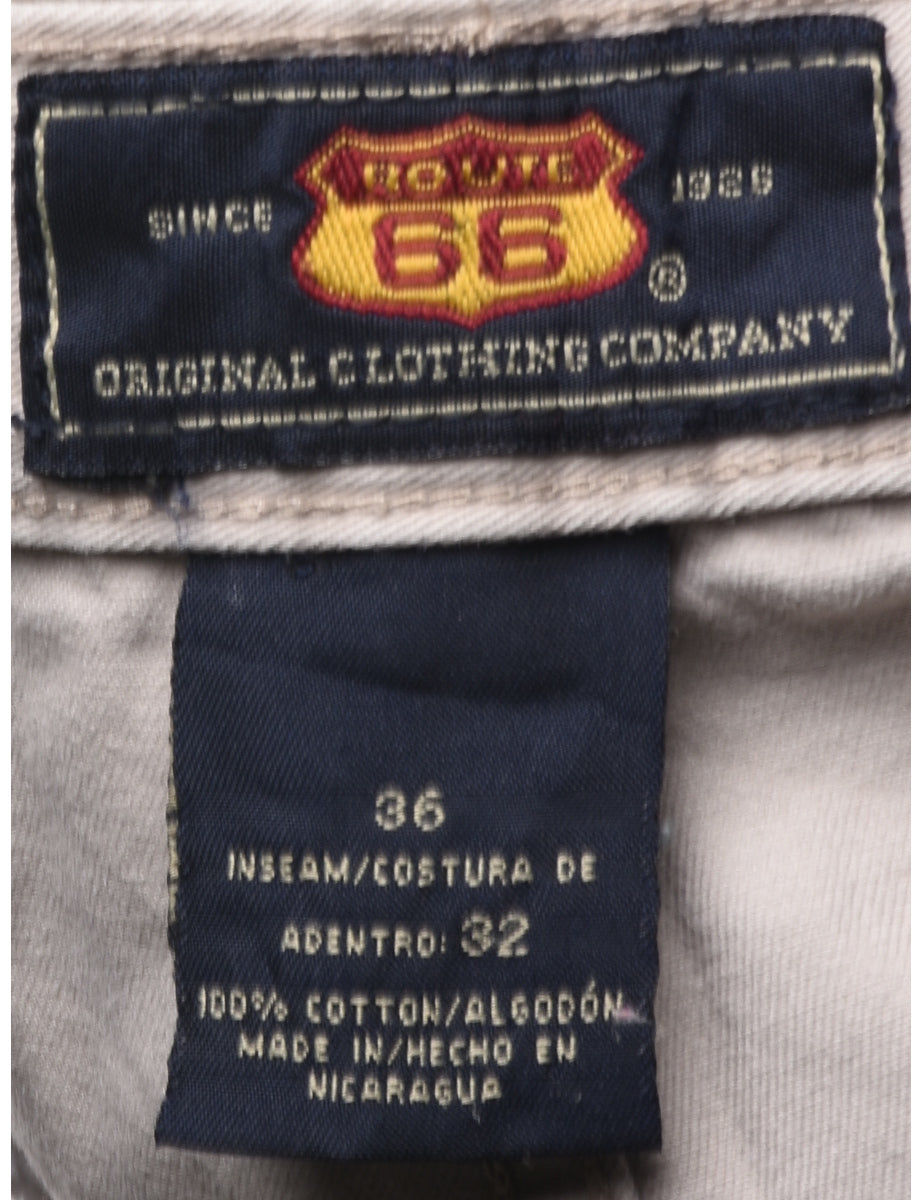 ROUTE
66
SINCE 1926
®
ORIGINAL CLOTHING COMPANY
36
INSEAM/COSTURA DE
ADENTRO: 32
100% COTTON/ALGODÓN
MADE IN/HECHO EN
NICARAGUA